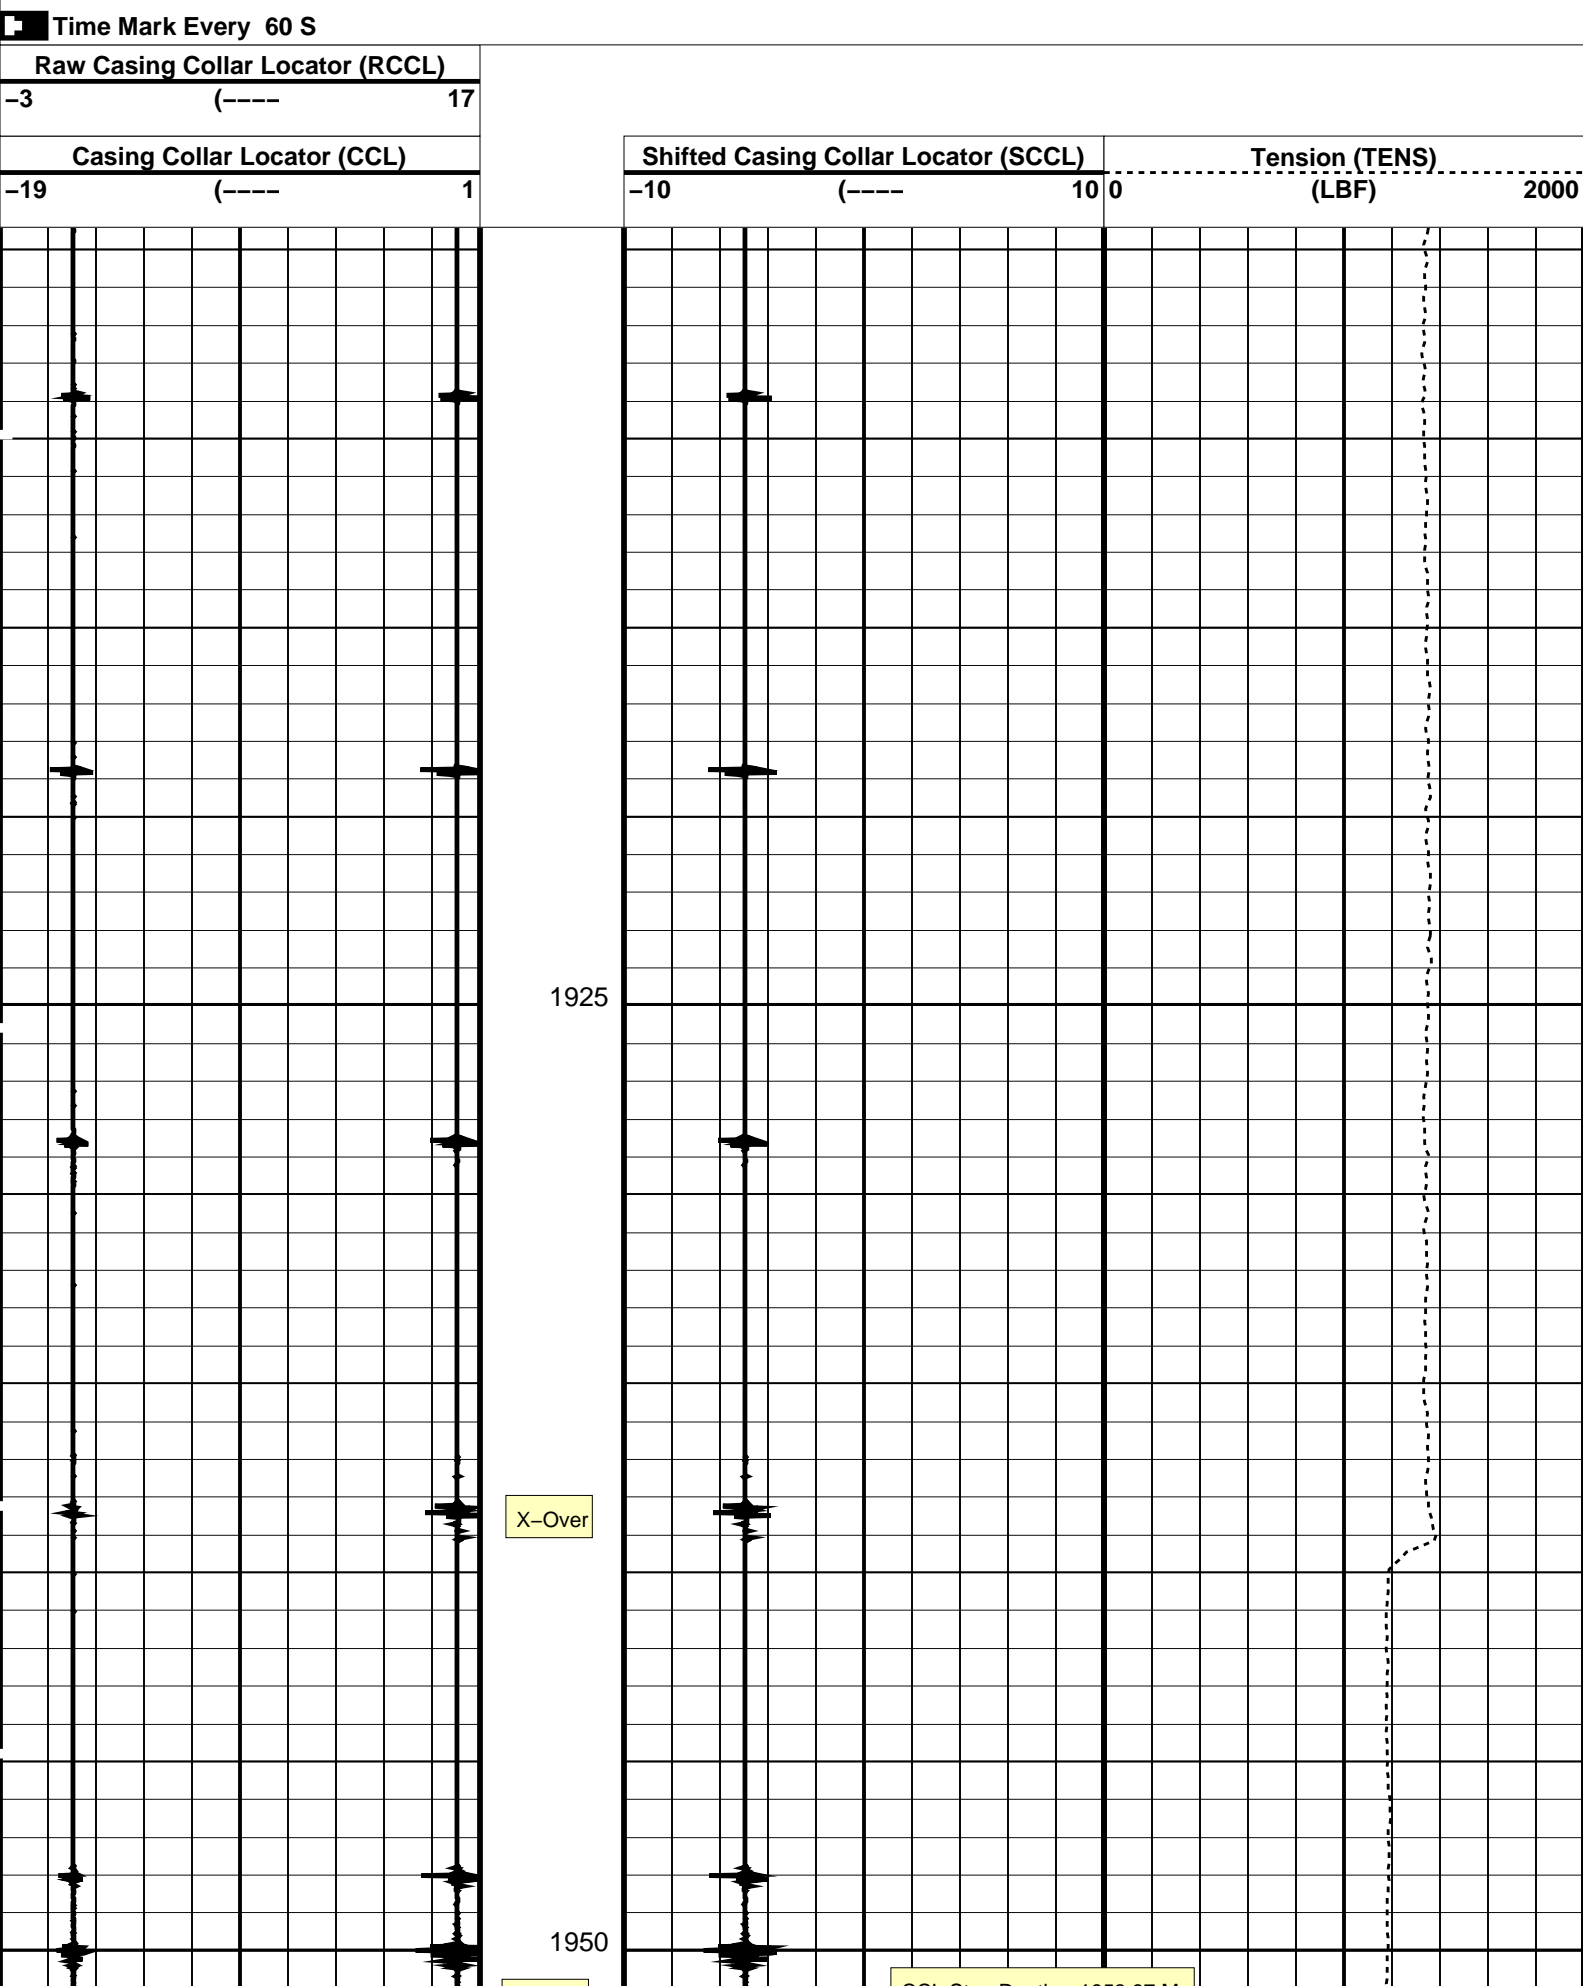 Time Mark Every 60 S
Raw Casing Collar Locator (RCCL)
−3 (−−−− 17
Casing Collar Locator (CCL)
−19 (−−−− 1
Shifted Casing Collar Locator (SCCL)
−10 (−−−− 10
Tension (TENS)
0 (LBF) 2000
1925
X−Over
1950